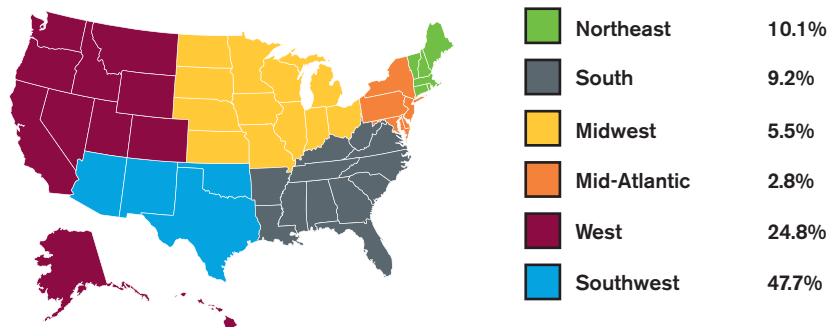 Northeast 10.1%
South 9.2%
Midwest 5.5%
Mid-Atlantic 2.8%
West 24.8%
Southwest 47.7%